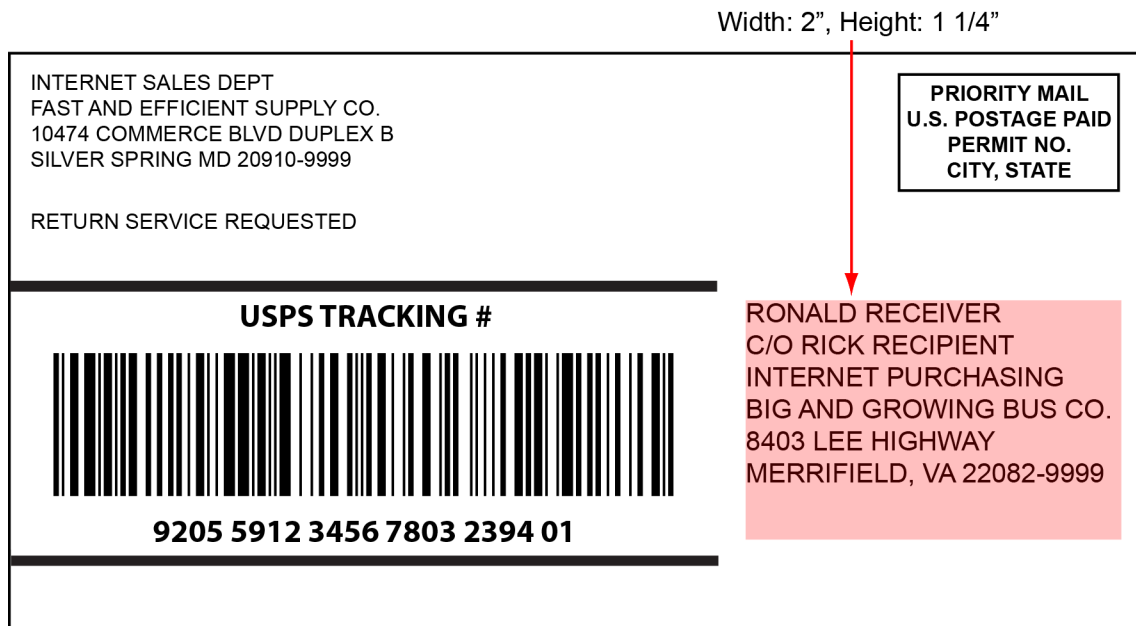 Width: 2”, Height: 1 1/4”
INTERNET SALES DEPT
FAST AND EFFICIENT SUPPLY CO.
10474 COMMERCE BLVD DUPLEX B
SILVER SPRING MD 20910-9999
RETURN SERVICE REQUESTED
PRIORITY MAIL
U.S. POSTAGE PAID
PERMIT NO.
CITY, STATE
USPS TRACKING #
9205 5912 3456 7803 2394 01
RONALD RECEIVER
C/O RICK RECIPIENT
INTERNET PURCHASING
BIG AND GROWING BUS CO.
8403 LEE HIGHWAY
MERRIFIELD, VA 22082-9999